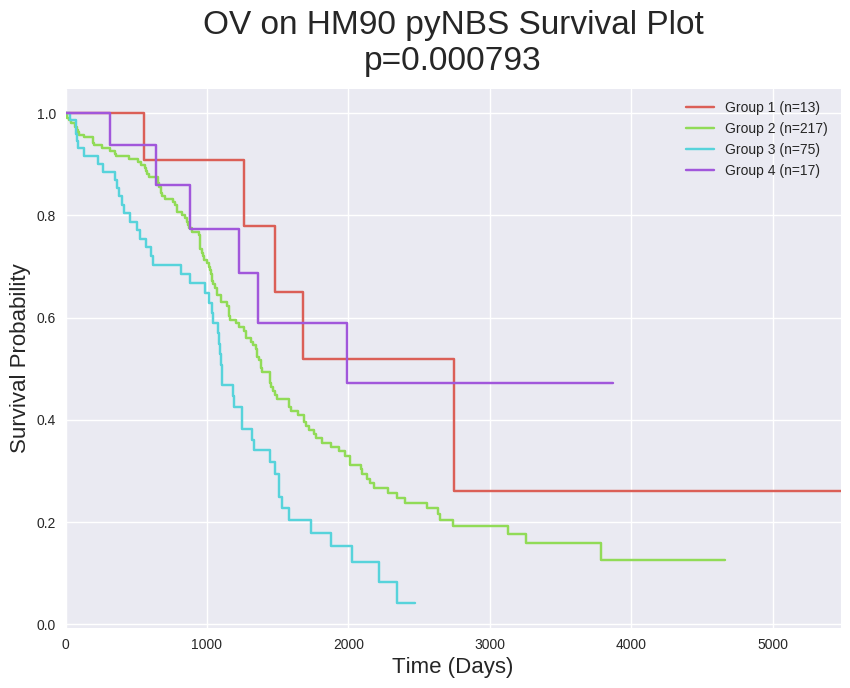 OV on HM90 pyNBS Survival Plot
p=0.000793
Group 1 (n=13)
Group 2 (n=217)
Group 3 (n=75)
Group 4 (n=17)
Survival Probability
1.0
0.8
0.6
0.4
0.2
0.0
0 1000 2000 3000 4000 5000
Time (Days)